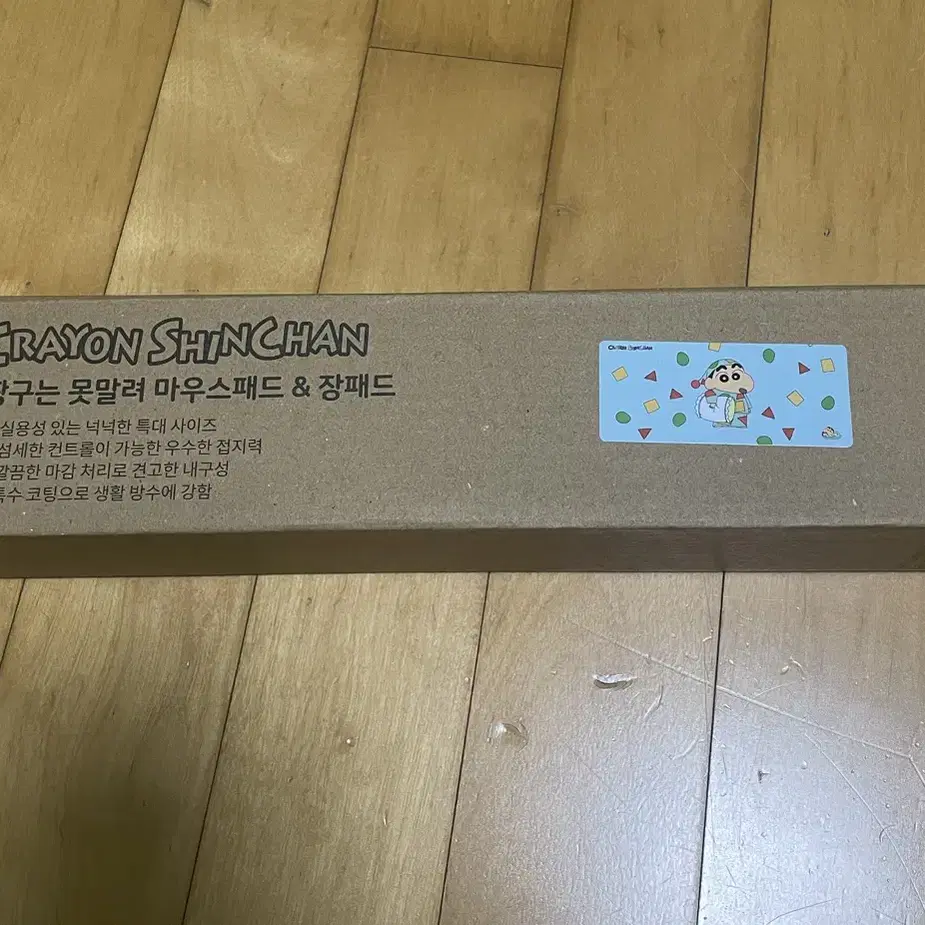 CRAYON SHINCHAN
짱구는 못말려 마우스패드 & 장패드
실용성 있는 넉넉한 특대 사이즈
섬세한 컨트롤이 가능한 우수한 접지력
깔끔한 마감 처리로 견고한 내구성
특수 코팅으로 생활 방수에 강함
CRAYON SHINCHAN